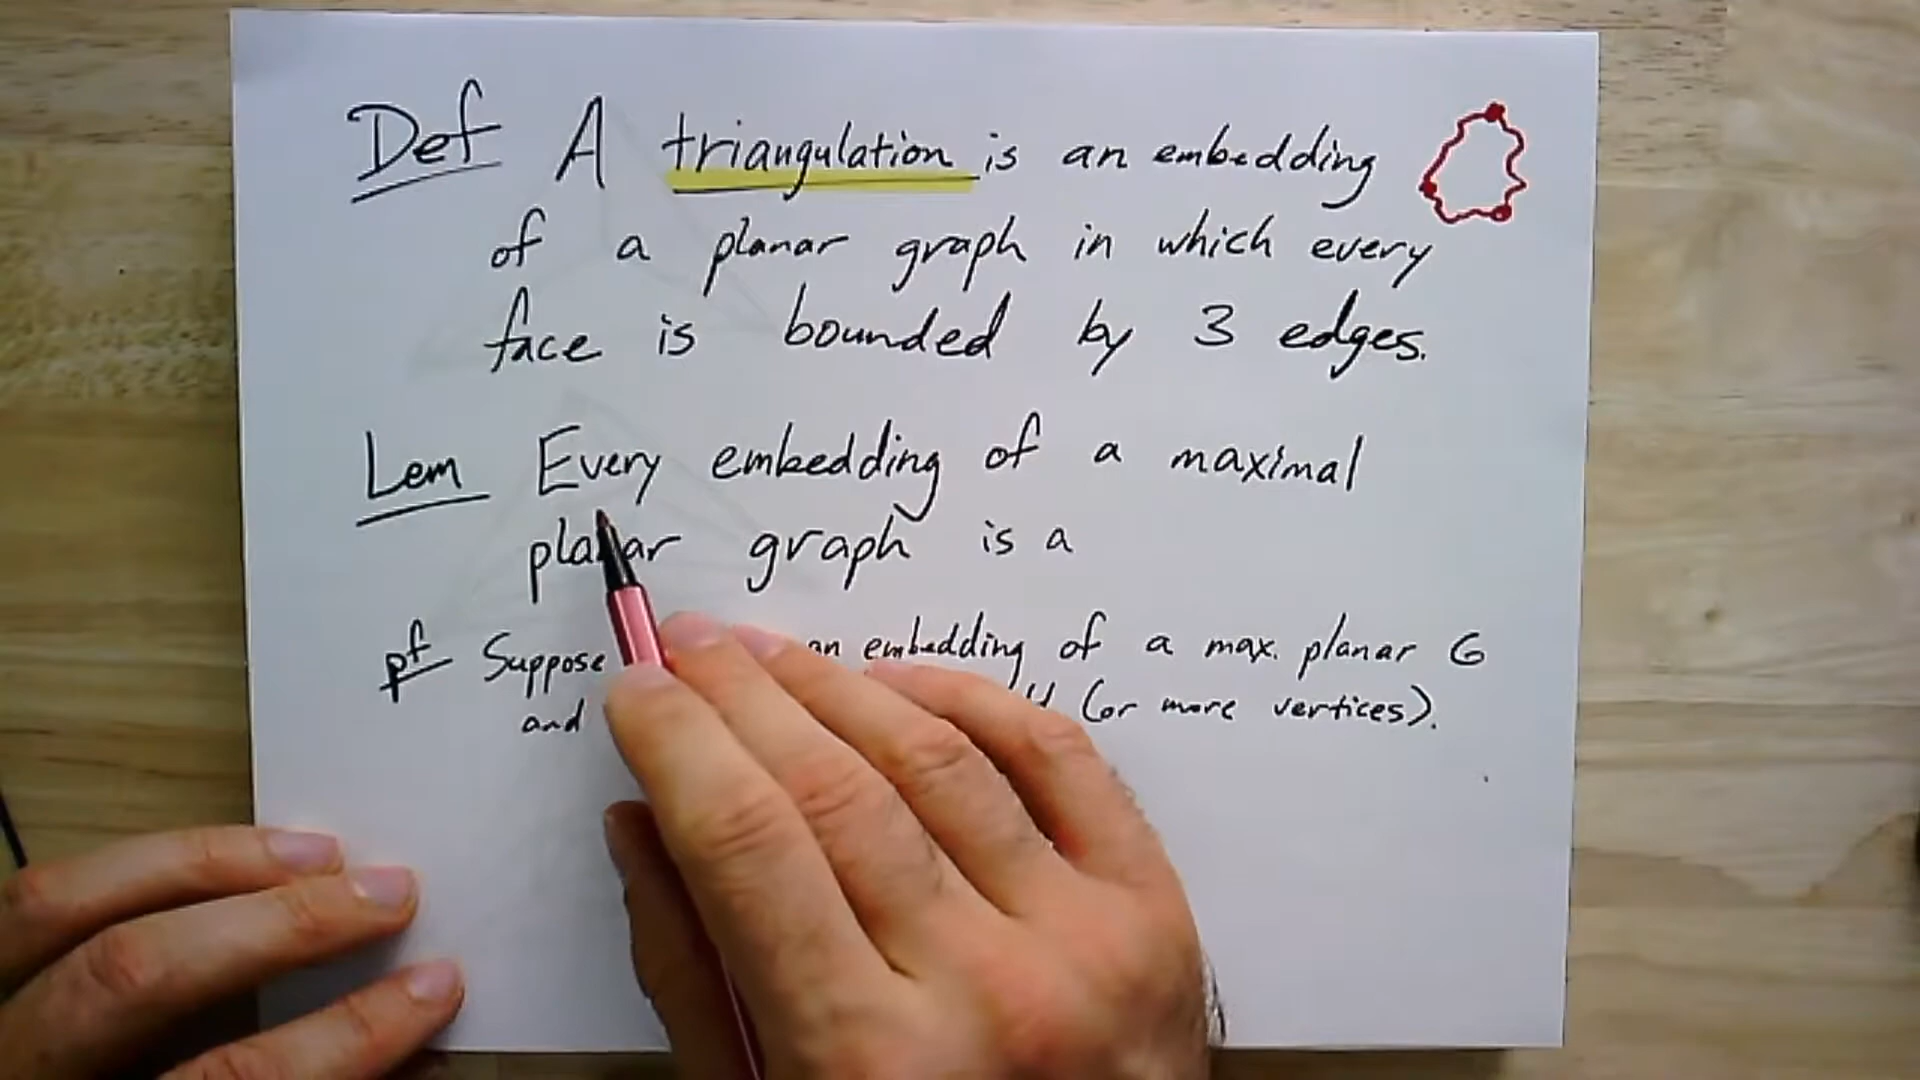 Def A triangulation is an embedding
of a planar graph in which every
face is bounded by 3 edges.
Lem Every embedding of a maximal
planar graph is a
pf Suppose an embedding of a max. planar G
and (or more vertices).